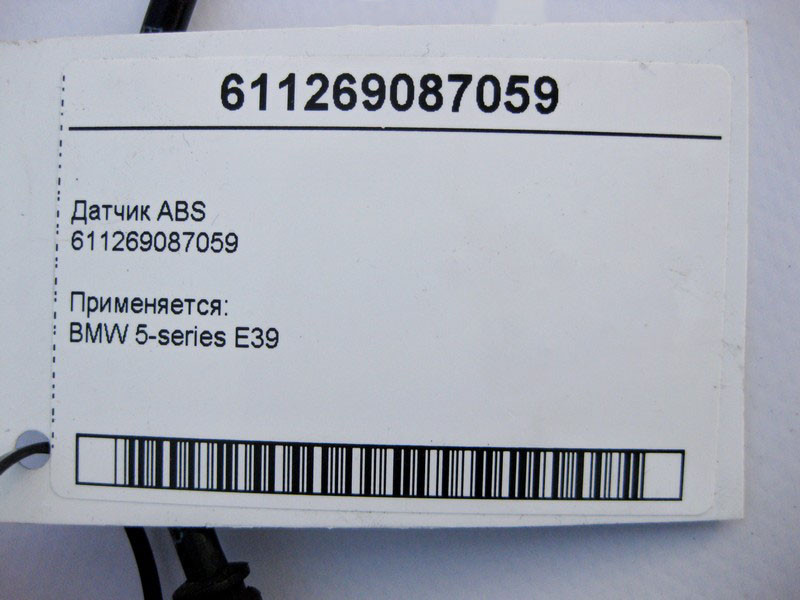 611269087059
Датчик ABS
611269087059
Применяется:
BMW 5-series E39